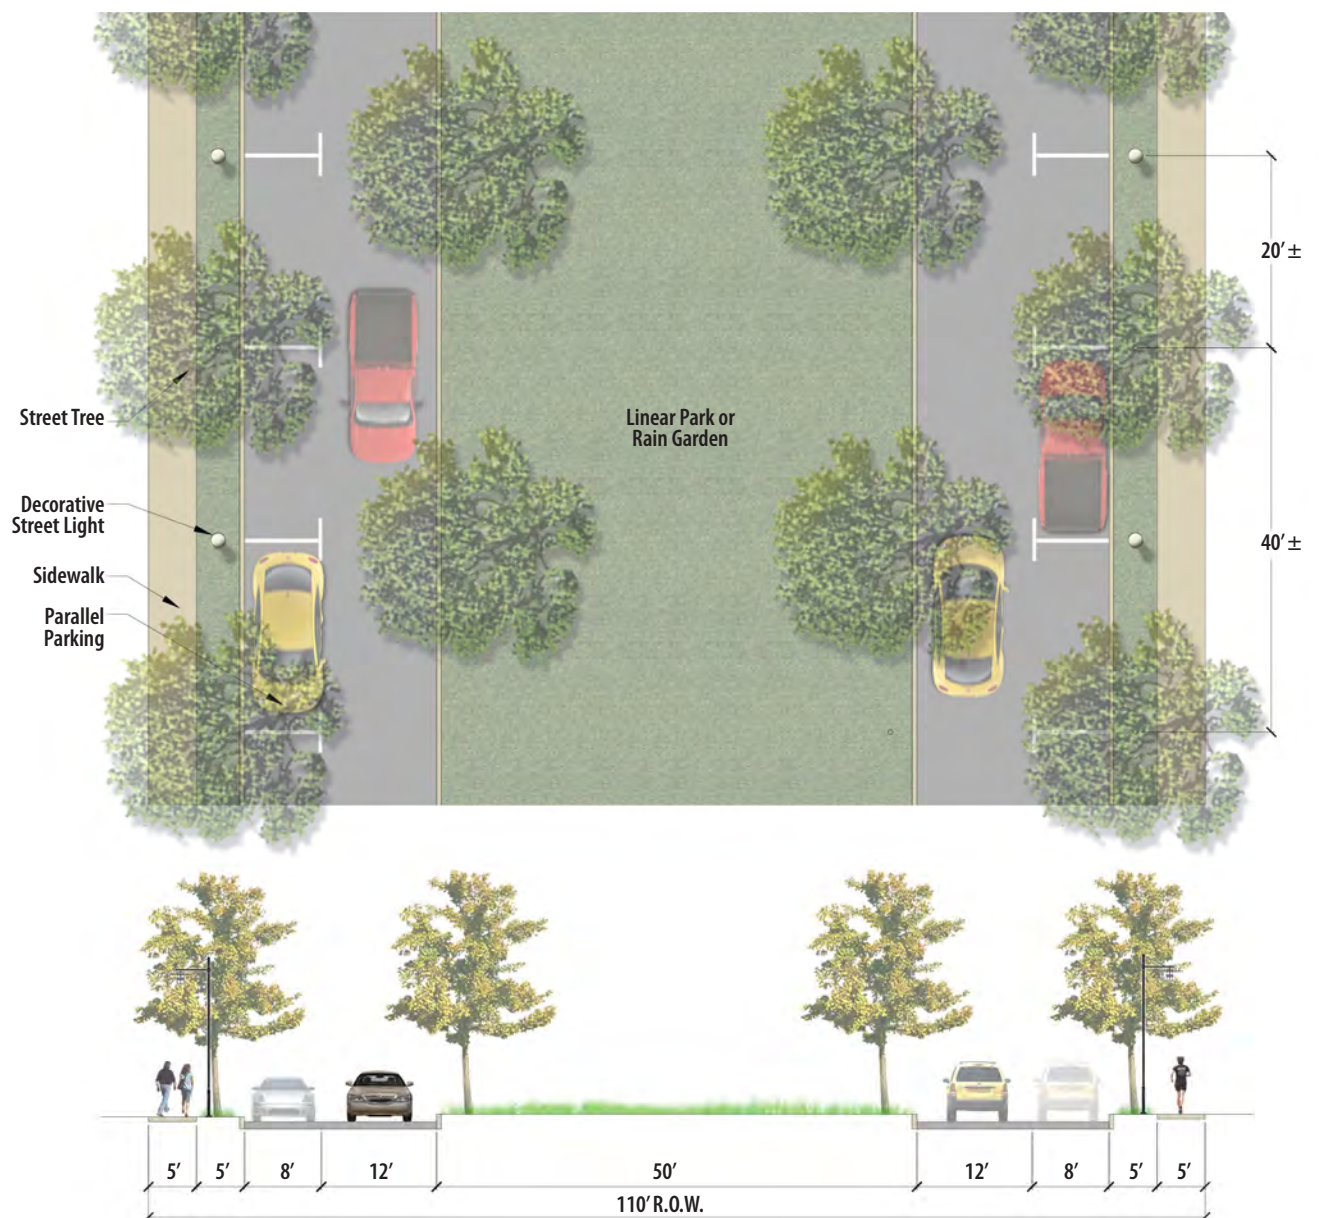 20’ ±
Linear Park or
Rain Garden
Street Tree
Decorative
Street Light
40’ ±
Sidewalk
Parallel
Parking
5’ 5’ 8’ 12’ 50’ 12’ 8’ 5’ 5’
110’ R.O.W.